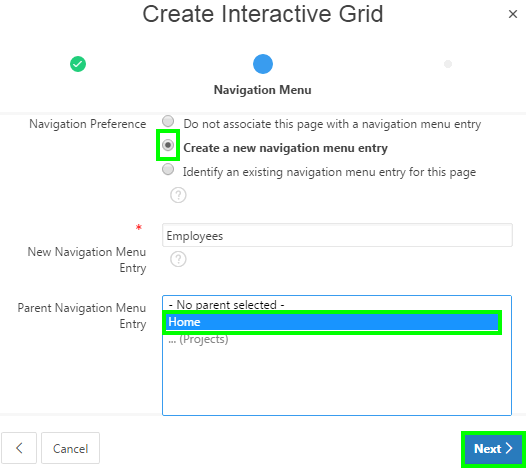 Create Interactive Grid
Navigation Menu
Navigation Preference
Do not associate this page with a navigation menu entry
Create a new navigation menu entry
Identify an existing navigation menu entry for this page
?
*
New Navigation Menu
Entry
Employees
?
Parent Navigation Menu
Entry
- No parent selected -
Home
... (Projects)
Cancel
Next